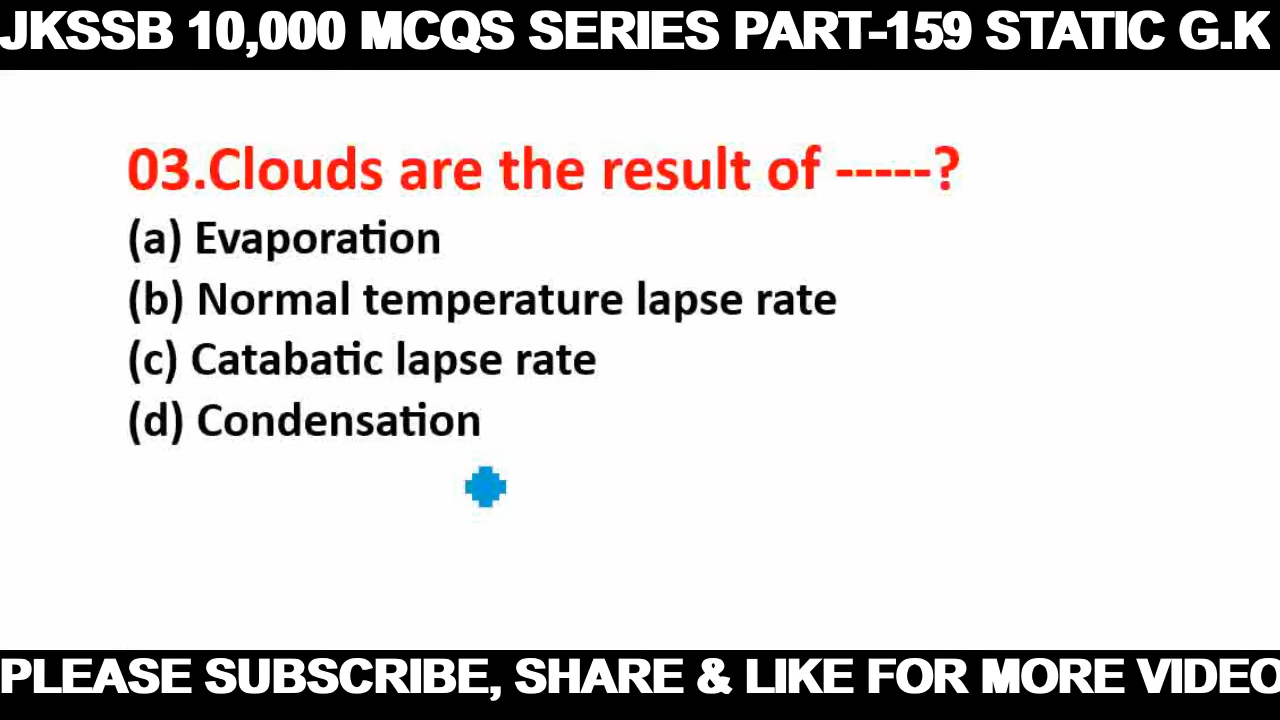 JKSSB 10,000 MCQS SERIES PART-159 STATIC G.K
03.Clouds are the result of -----?
(a) Evaporation
(b) Normal temperature lapse rate
(c) Catabatic lapse rate
(d) Condensation
PLEASE SUBSCRIBE, SHARE & LIKE FOR MORE VIDEO